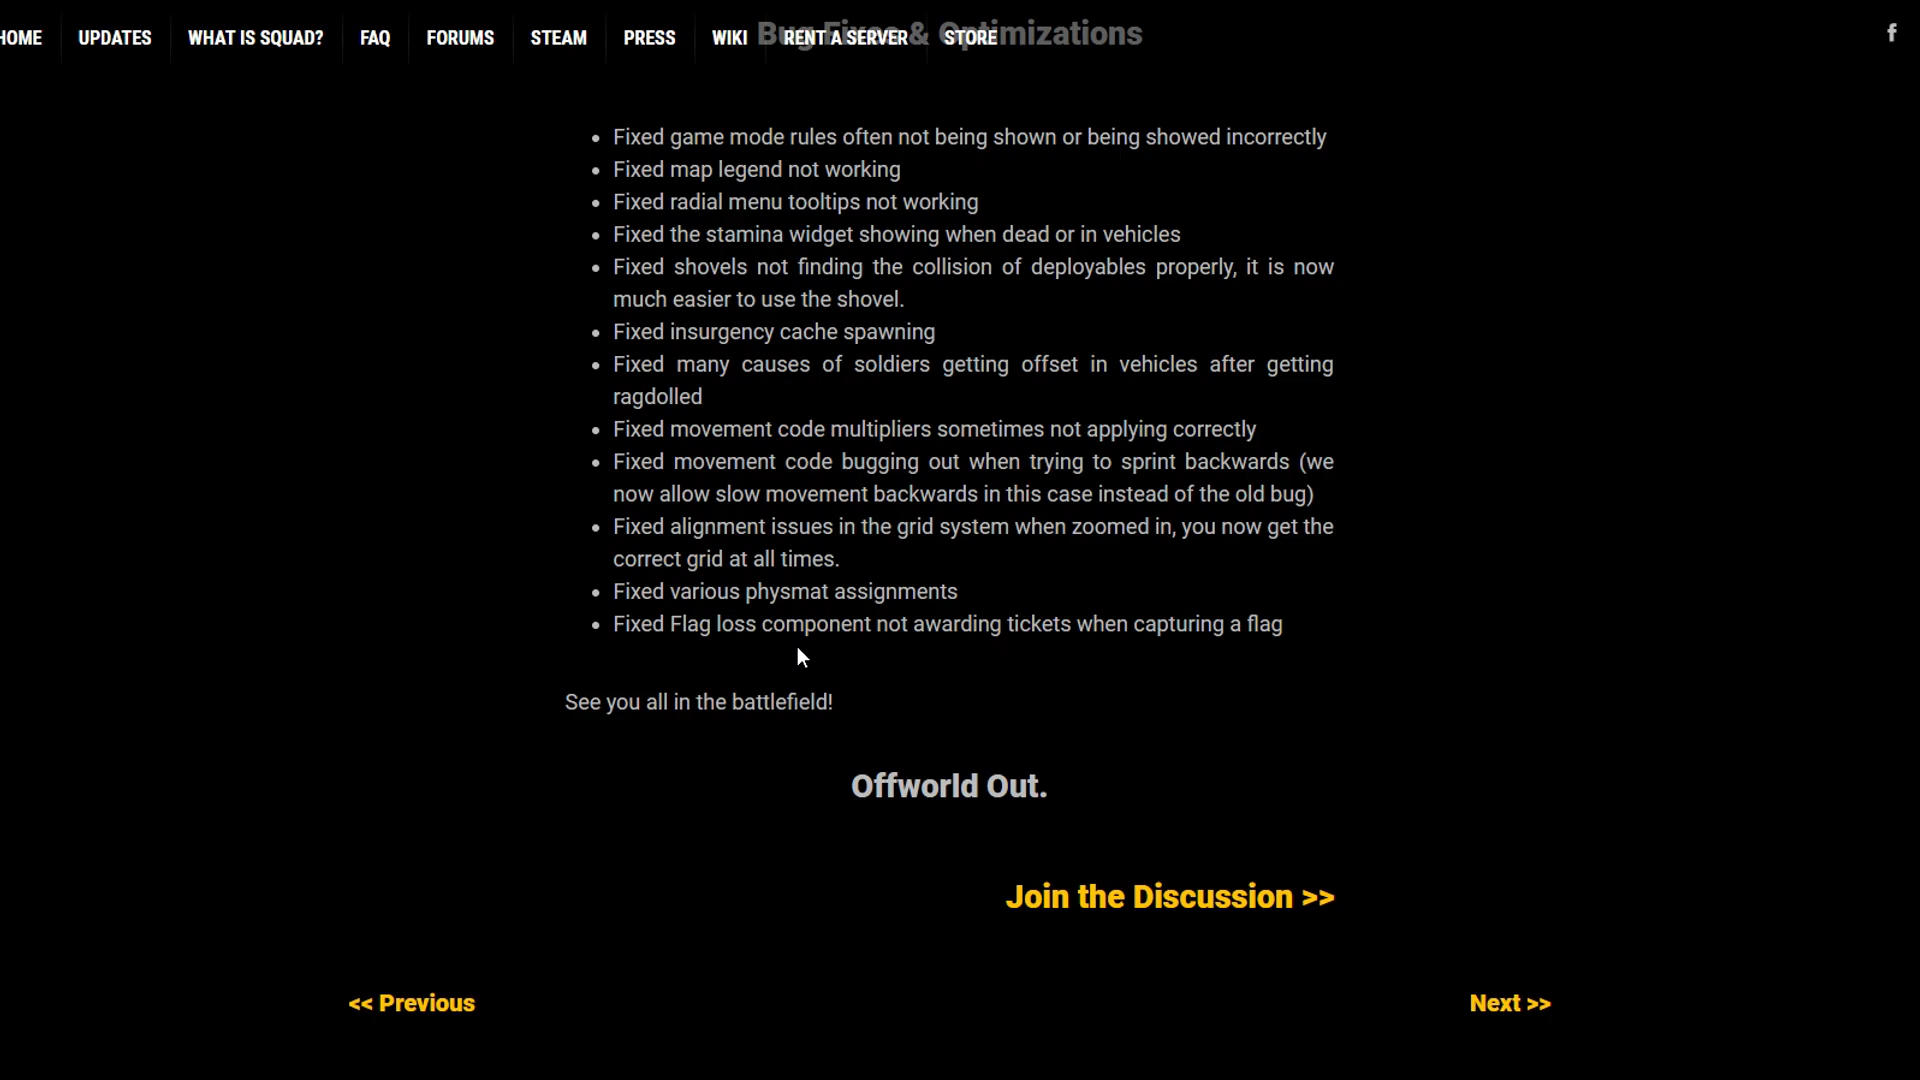 HOME UPDATES WHAT IS SQUAD? FAQ FORUMS STEAM PRESS WIKI RENT A SERVER STORE f
Bug Fixes & Optimizations
• Fixed game mode rules often not being shown or being showed incorrectly
• Fixed map legend not working
• Fixed radial menu tooltips not working
• Fixed the stamina widget showing when dead or in vehicles
• Fixed shovels not finding the collision of deployables properly, it is now
much easier to use the shovel.
• Fixed insurgency cache spawning
• Fixed many causes of soldiers getting offset in vehicles after getting
ragdolled
• Fixed movement code multipliers sometimes not applying correctly
• Fixed movement code bugging out when trying to sprint backwards (we
now allow slow movement backwards in this case instead of the old bug)
• Fixed alignment issues in the grid system when zoomed in, you now get the
correct grid at all times.
• Fixed various physmat assignments
• Fixed Flag loss component not awarding tickets when capturing a flag
See you all in the battlefield!
Offworld Out.
Join the Discussion >>
<< Previous Next >>